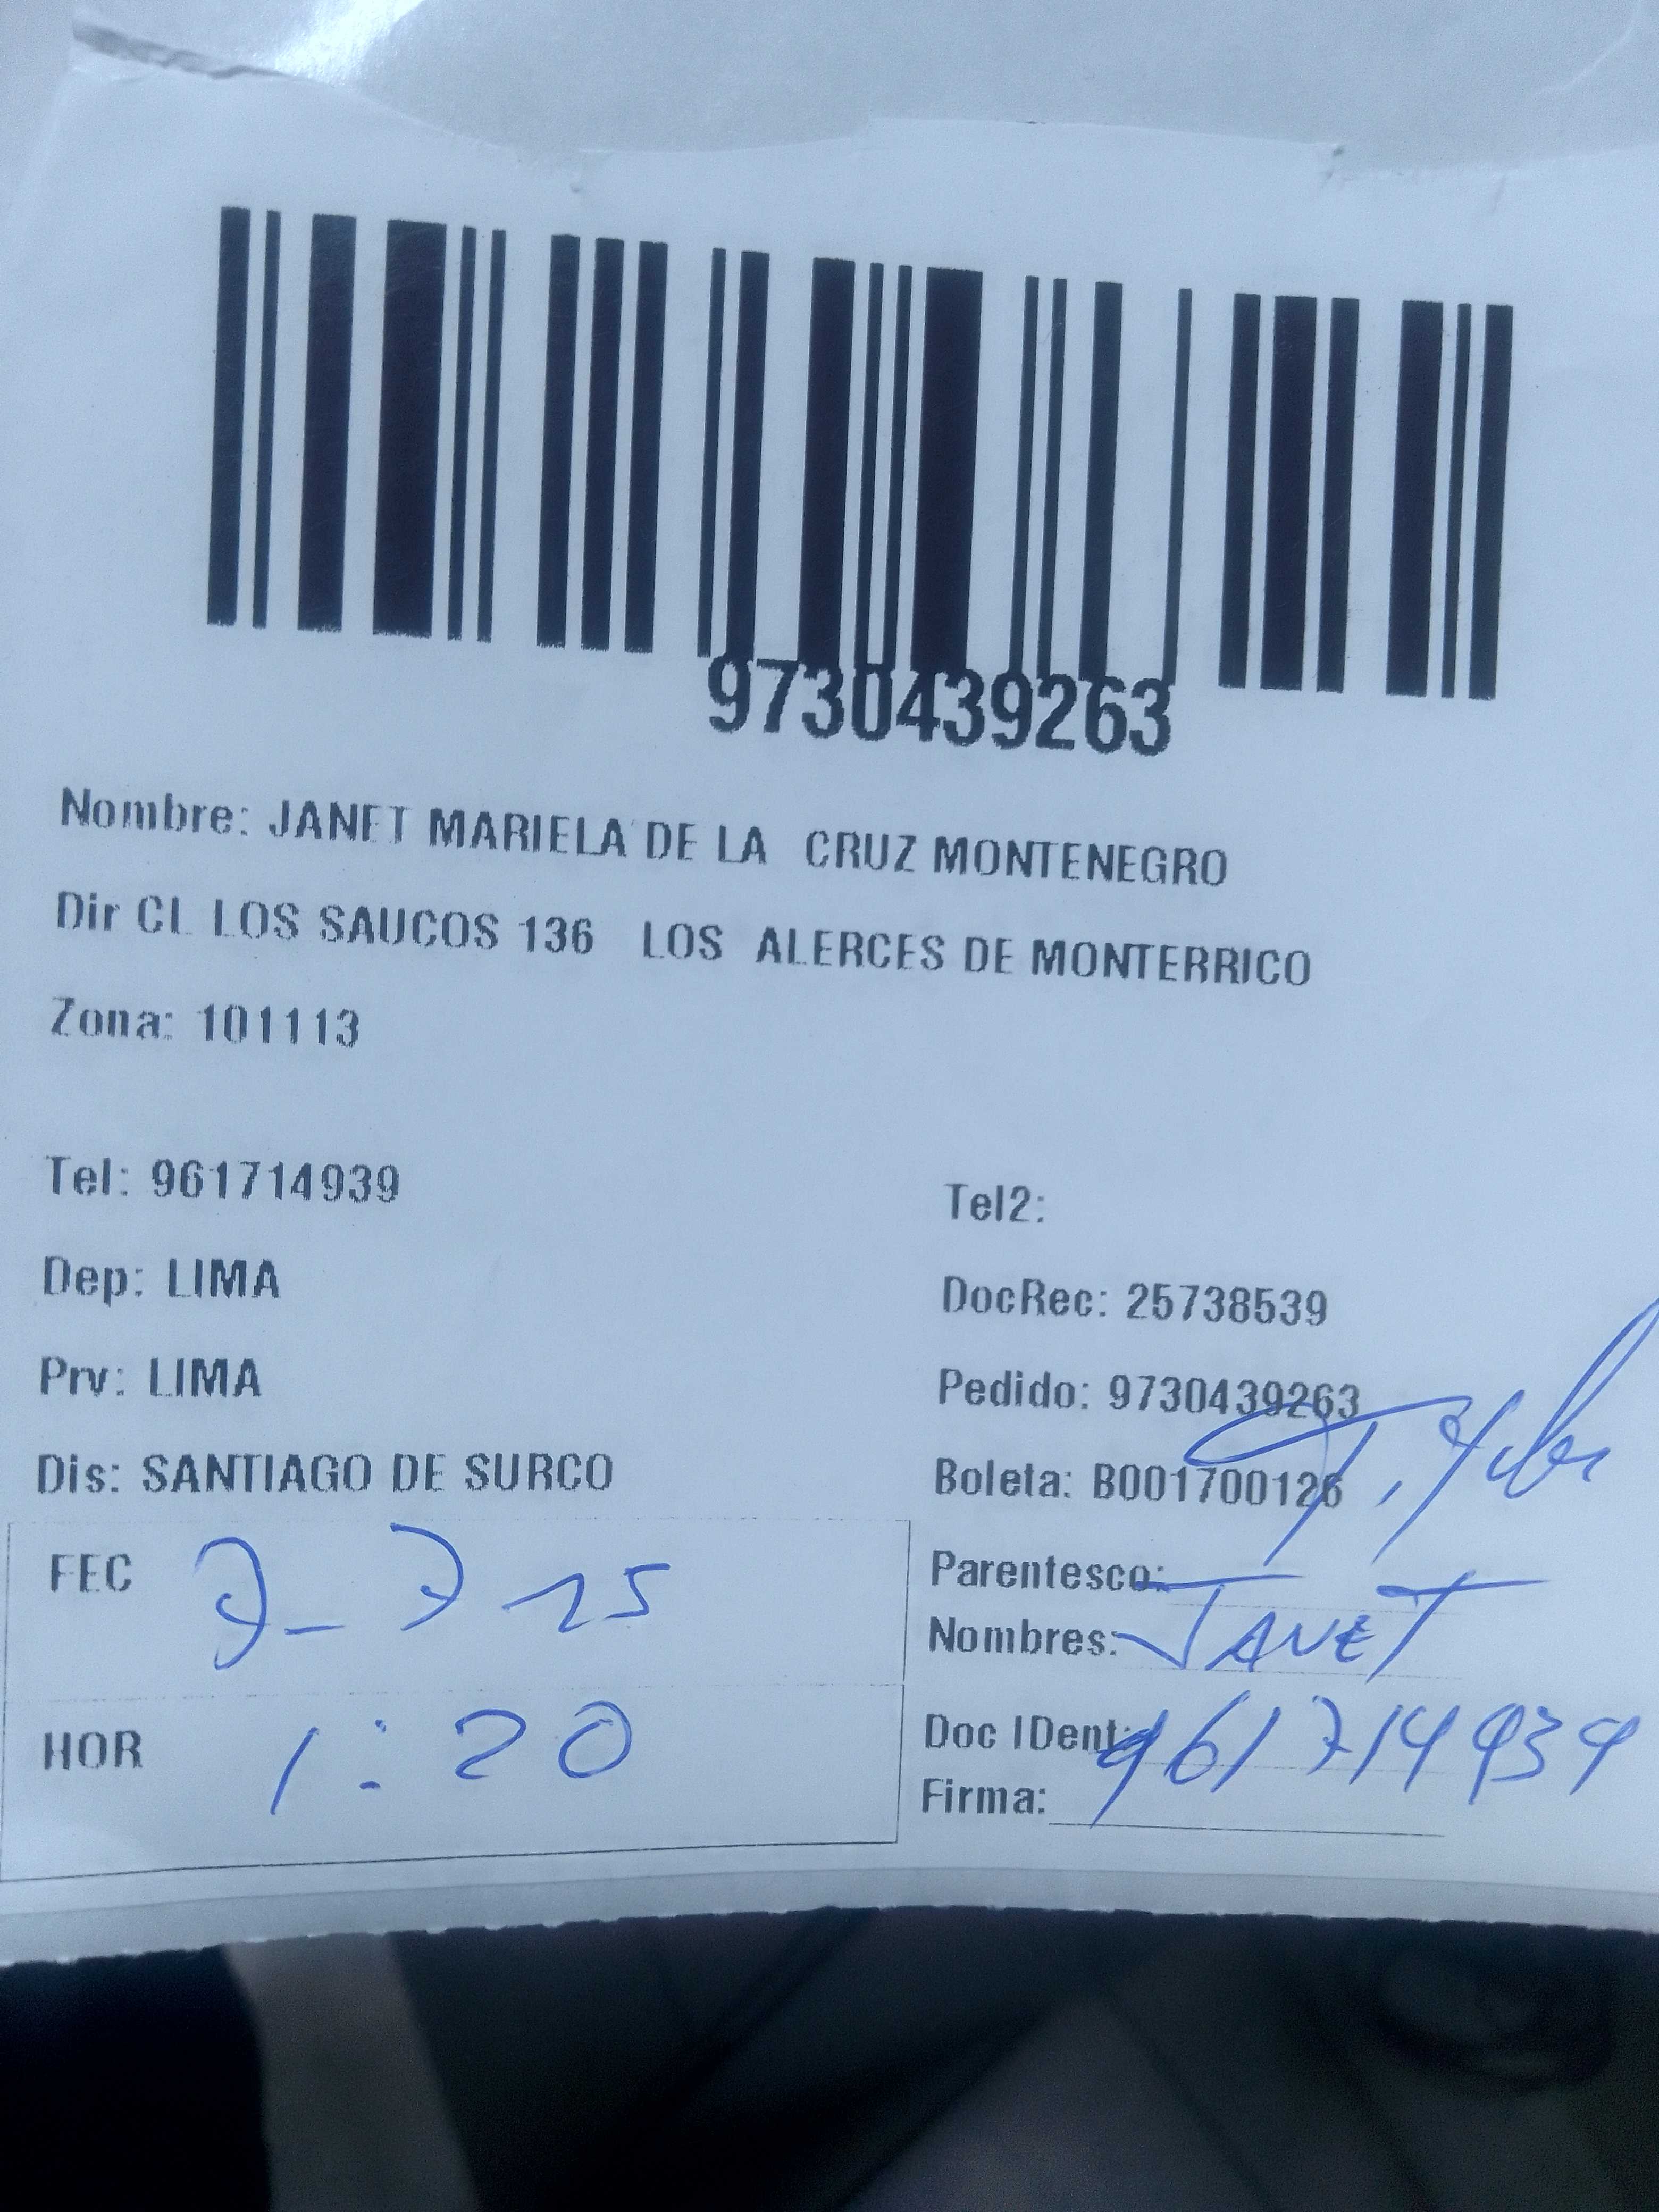 9730439263
Nombre: JANET MARIELA DE LA CRUZ MONTENEGRO
Dir CL LOS SAUCOS 136 LOS ALERCES DE MONTERRICO
Zona: 101113
Tel: 961714939
Tel2:
Dep: LIMA
DocRec: 25738539
Prv: LIMA
Pedido: 9730439263
Dis: SANTIAGO DE SURCO
Boleta: B001700126
FEC
Parentesco:
Nombres: JANET
HOR 1:20
Doc IDent: 961714939
Firma: